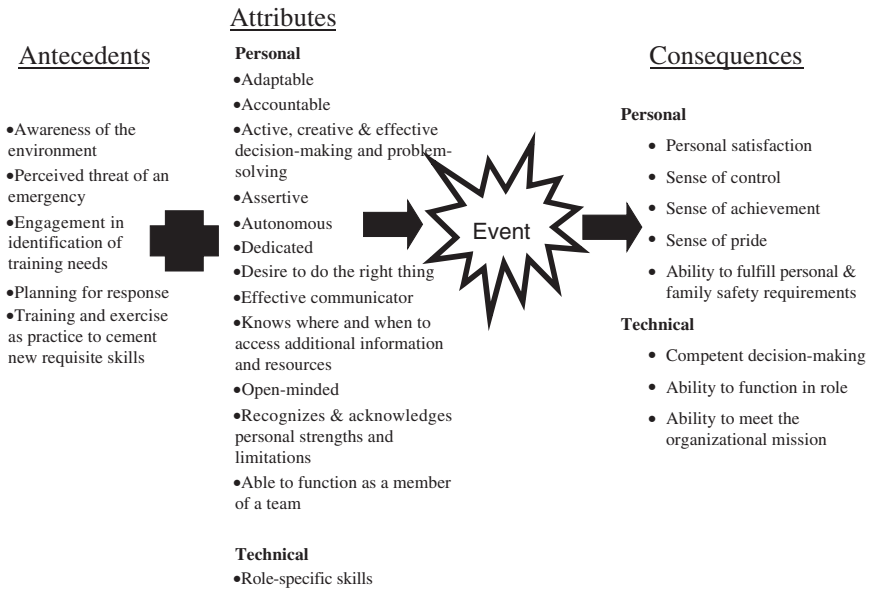 Antecedents
•Awareness of the
environment
•Perceived threat of an
emergency
•Engagement in
identification of
training needs
•Planning for response
•Training and exercise
as practice to cement
new requisite skills
Attributes
Personal
•Adaptable
•Accountable
•Active, creative & effective
decision-making and problem-
solving
•Assertive
•Autonomous
•Dedicated
•Desire to do the right thing
•Effective communicator
•Knows where and when to
access additional information
and resources
•Open-minded
•Recognizes & acknowledges
personal strengths and
limitations
•Able to function as a member
of a team
Technical
•Role-specific skills
Event
Consequences
Personal
• Personal satisfaction
• Sense of control
• Sense of achievement
• Sense of pride
• Ability to fulfill personal &
family safety requirements
Technical
• Competent decision-making
• Ability to function in role
• Ability to meet the
organizational mission